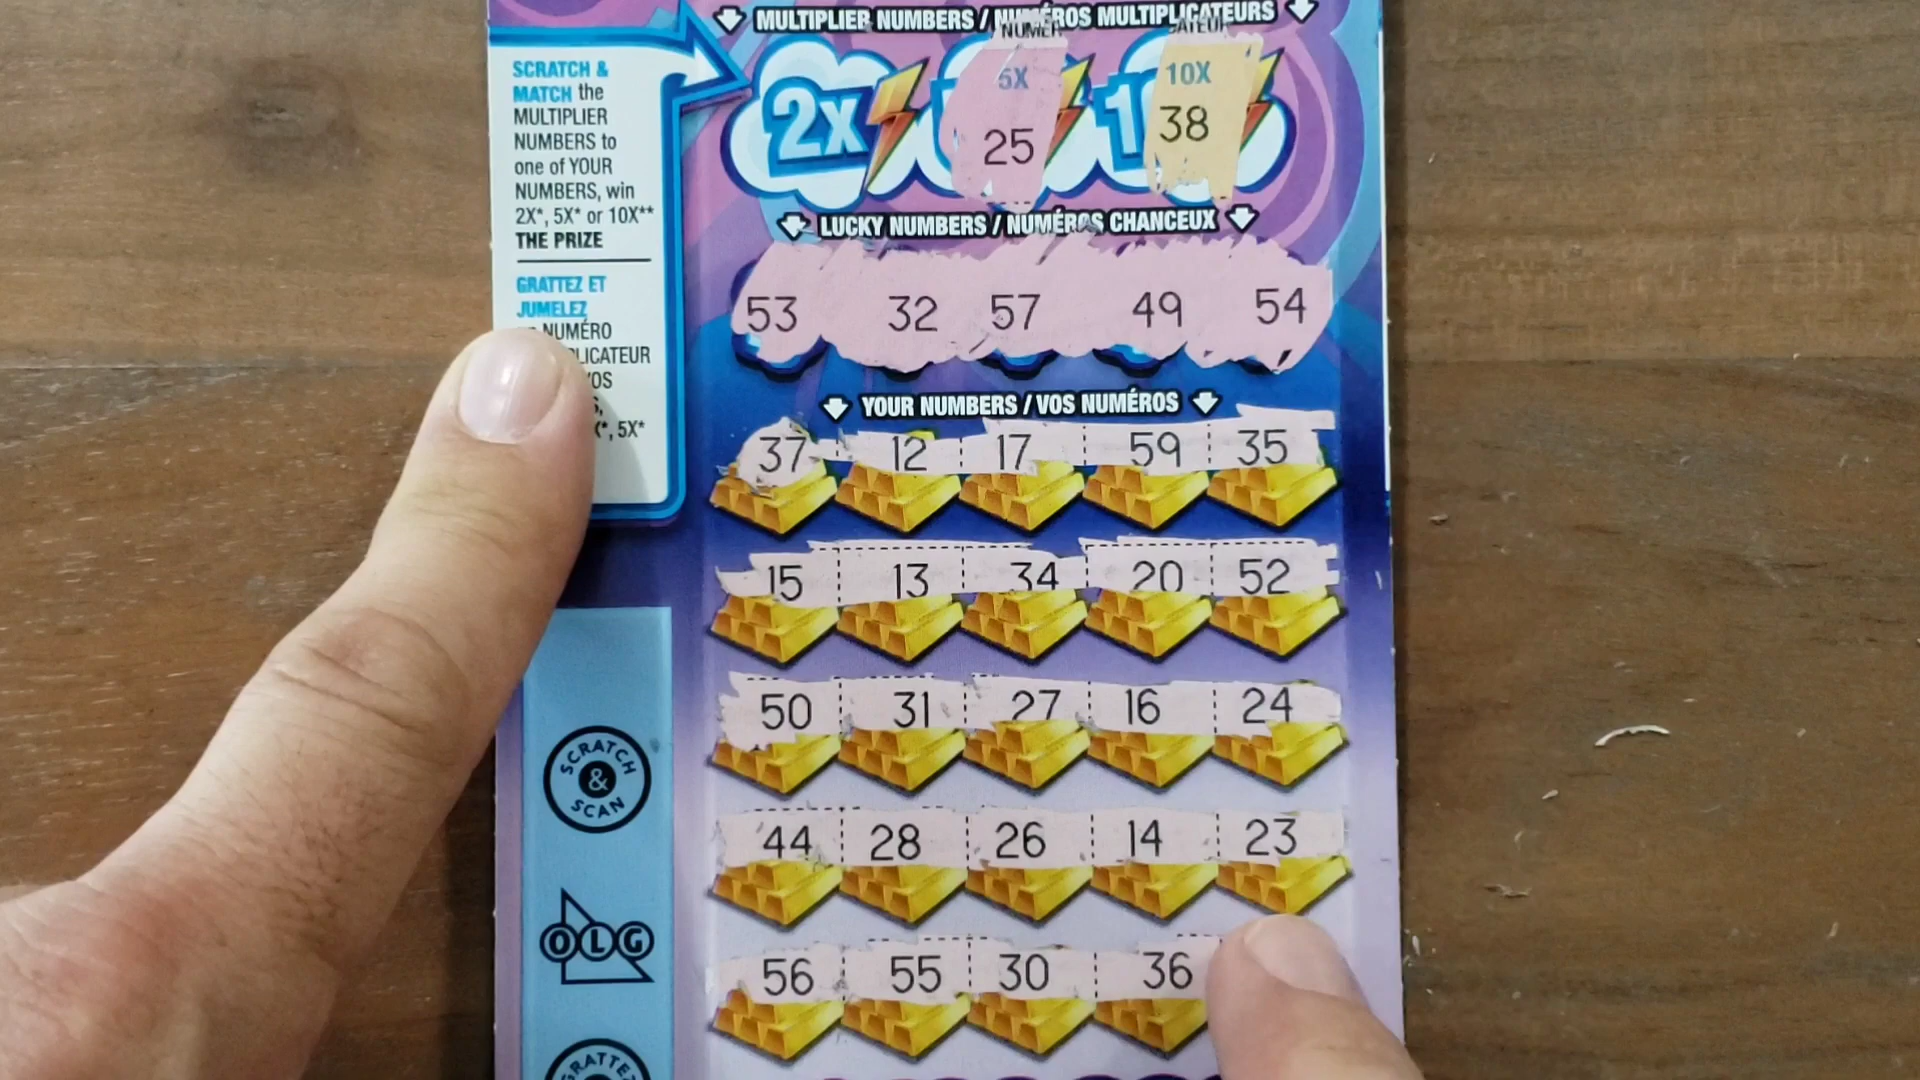 MULTIPLIER NUMBERS / NUMÉROS MULTIPLICATEURS
2X
5X
25
10X
38
SCRATCH &
MATCH the
MULTIPLIER
NUMBERS to
one of YOUR
NUMBERS, win
2X*, 5X* or 10X**
THE PRIZE
GRATTEZ ET
JUMELEZ
NUMÉRO
5X*
LUCKY NUMBERS / NUMÉROS CHANCEUX
53 32 57 49 54
YOUR NUMBERS / VOS NUMÉROS
37 12 17 59 35
15 13 34 20 52
50 31 27 16 24
44 28 26 14 23
56 55 30 36
SCRATCH
&
SCAN
OLG
GRATTEZ